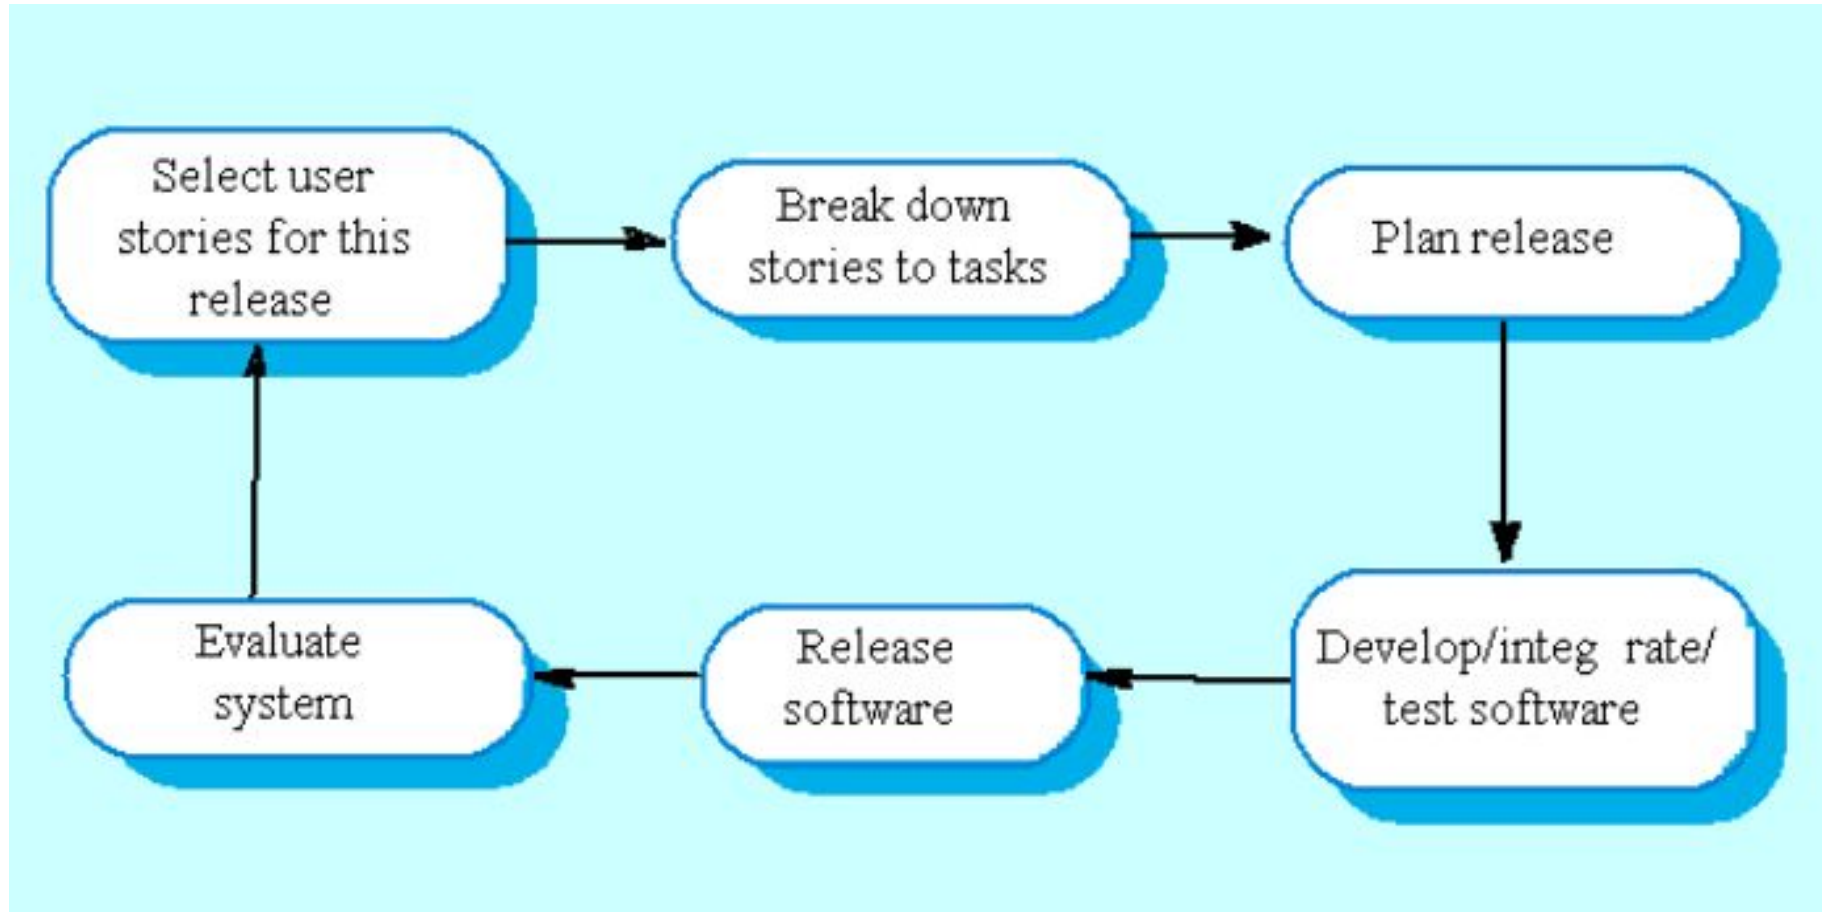 Select user
stories for this
release
Break down
stories to tasks
Plan release
Develop/integ rate/
test software
Release
software
Evaluate
system